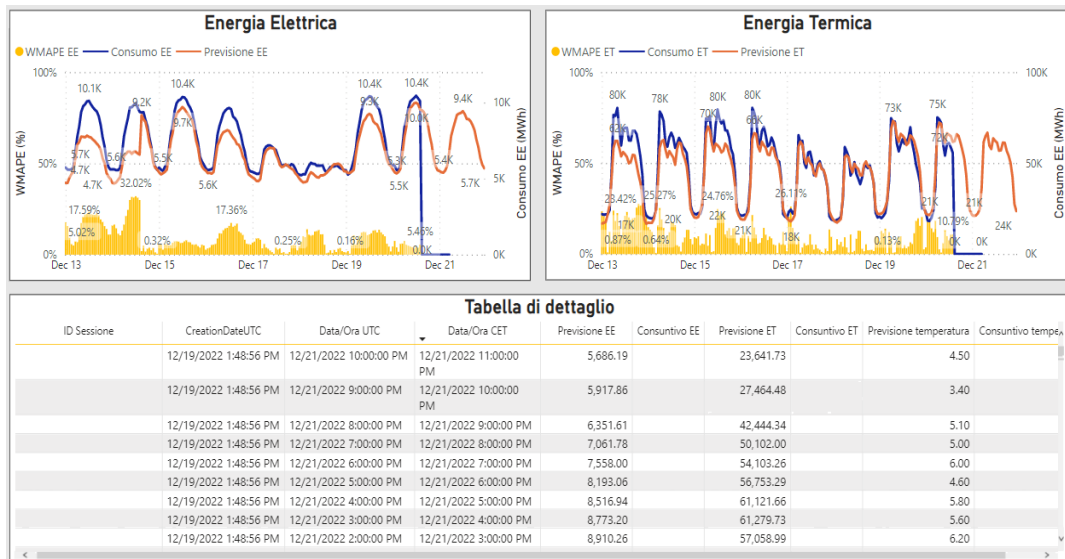 Energia Elettrica
WMAPE EE Consumo EE Previsione EE
100%
50%
0%
WMAPE (%)
10K
5K
0K
Consumo EE (MWh)
10.1K
9.2K
10.4K
9.7K
10.4K
9.3K
10.4K
10.0K
9.4K
5.7K
4.7K
4.7K
5.6K
5.5K
5.6K
5.3K
5.5K
5.4K
5.7K
32.02%
17.59%
5.02%
0.32%
17.36%
0.25%
0.16%
5.46%
0.0K
Dec 13 Dec 15 Dec 17 Dec 19 Dec 21
Energia Termica
WMAPE ET Consumo ET Previsione ET
100%
50%
0%
WMAPE (%)
100K
50K
0K
Consumo EE (MWh)
80K
62K
78K
80K
70K
80K
66K
73K
75K
72K
23.42%
25.27%
24.76%
26.11%
17K
20K
22K
21K
18K
21K
21K
24K
0.87%
0.64%
0.13%
10.79%
0K
0K
Dec 13 Dec 15 Dec 17 Dec 19 Dec 21
Tabella di dettaglio
ID Sessione CreationDateUTC Data/Ora UTC Data/Ora CET Previsione EE Consuntivo EE Previsione ET Consuntivo ET Previsione temperatura Consuntivo tempe
12/19/2022 1:48:56 PM 12/21/2022 10:00:00 PM 12/21/2022 11:00:00 5,686.19 23,641.73 4.50
PM
12/19/2022 1:48:56 PM 12/21/2022 9:00:00 PM 12/21/2022 10:00:00 5,917.86 27,464.48 3.40
PM
12/19/2022 1:48:56 PM 12/21/2022 8:00:00 PM 12/21/2022 9:00:00 PM 6,351.61 42,444.34 5.10
12/19/2022 1:48:56 PM 12/21/2022 7:00:00 PM 12/21/2022 8:00:00 PM 7,061.78 50,102.00 5.00
12/19/2022 1:48:56 PM 12/21/2022 6:00:00 PM 12/21/2022 7:00:00 PM 7,558.00 54,103.26 6.00
12/19/2022 1:48:56 PM 12/21/2022 5:00:00 PM 12/21/2022 6:00:00 PM 8,193.06 56,753.29 4.60
12/19/2022 1:48:56 PM 12/21/2022 4:00:00 PM 12/21/2022 5:00:00 PM 8,516.94 61,121.66 5.80
12/19/2022 1:48:56 PM 12/21/2022 3:00:00 PM 12/21/2022 4:00:00 PM 8,773.20 61,279.73 5.60
12/19/2022 1:48:56 PM 12/21/2022 2:00:00 PM 12/21/2022 3:00:00 PM 8,910.26 57,058.99 6.20